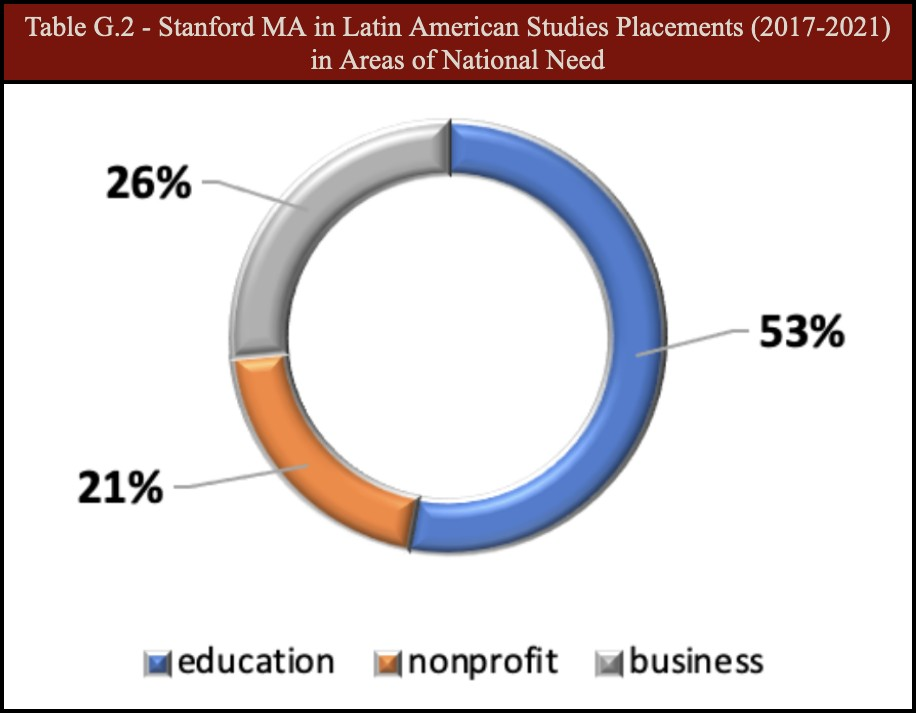 Table G.2 - Stanford MA in Latin American Studies Placements (2017-2021)
in Areas of National Need
26%
53%
21%
education nonprofit business